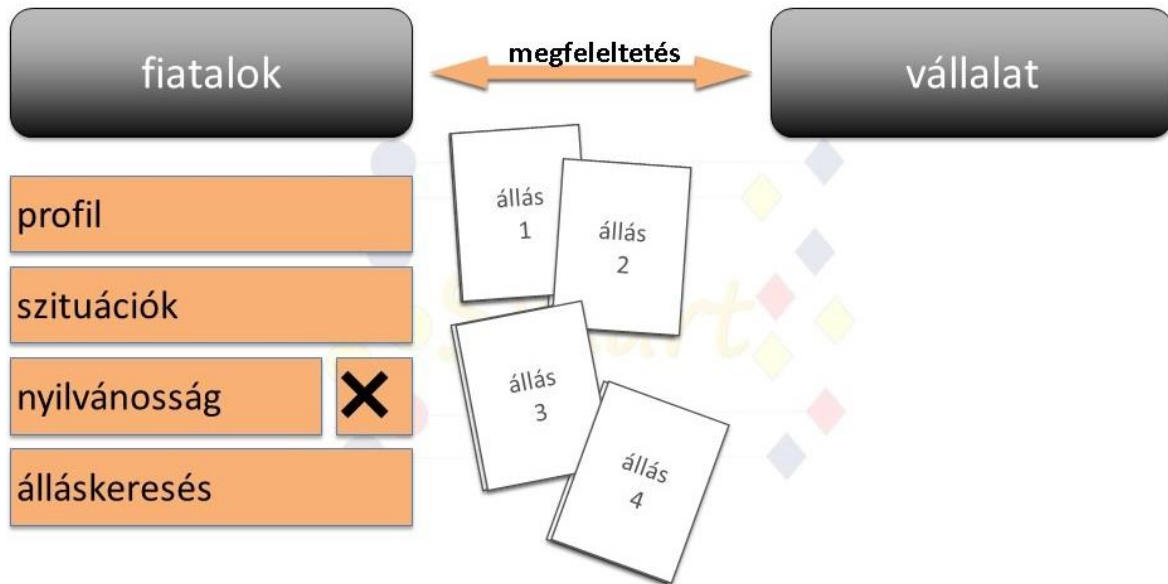 fiatalok
megfeleltetés
vállalat
profil
szituációk
nyilvánosság
álláskeresés
állás
1
állás
2
állás
3
állás
4